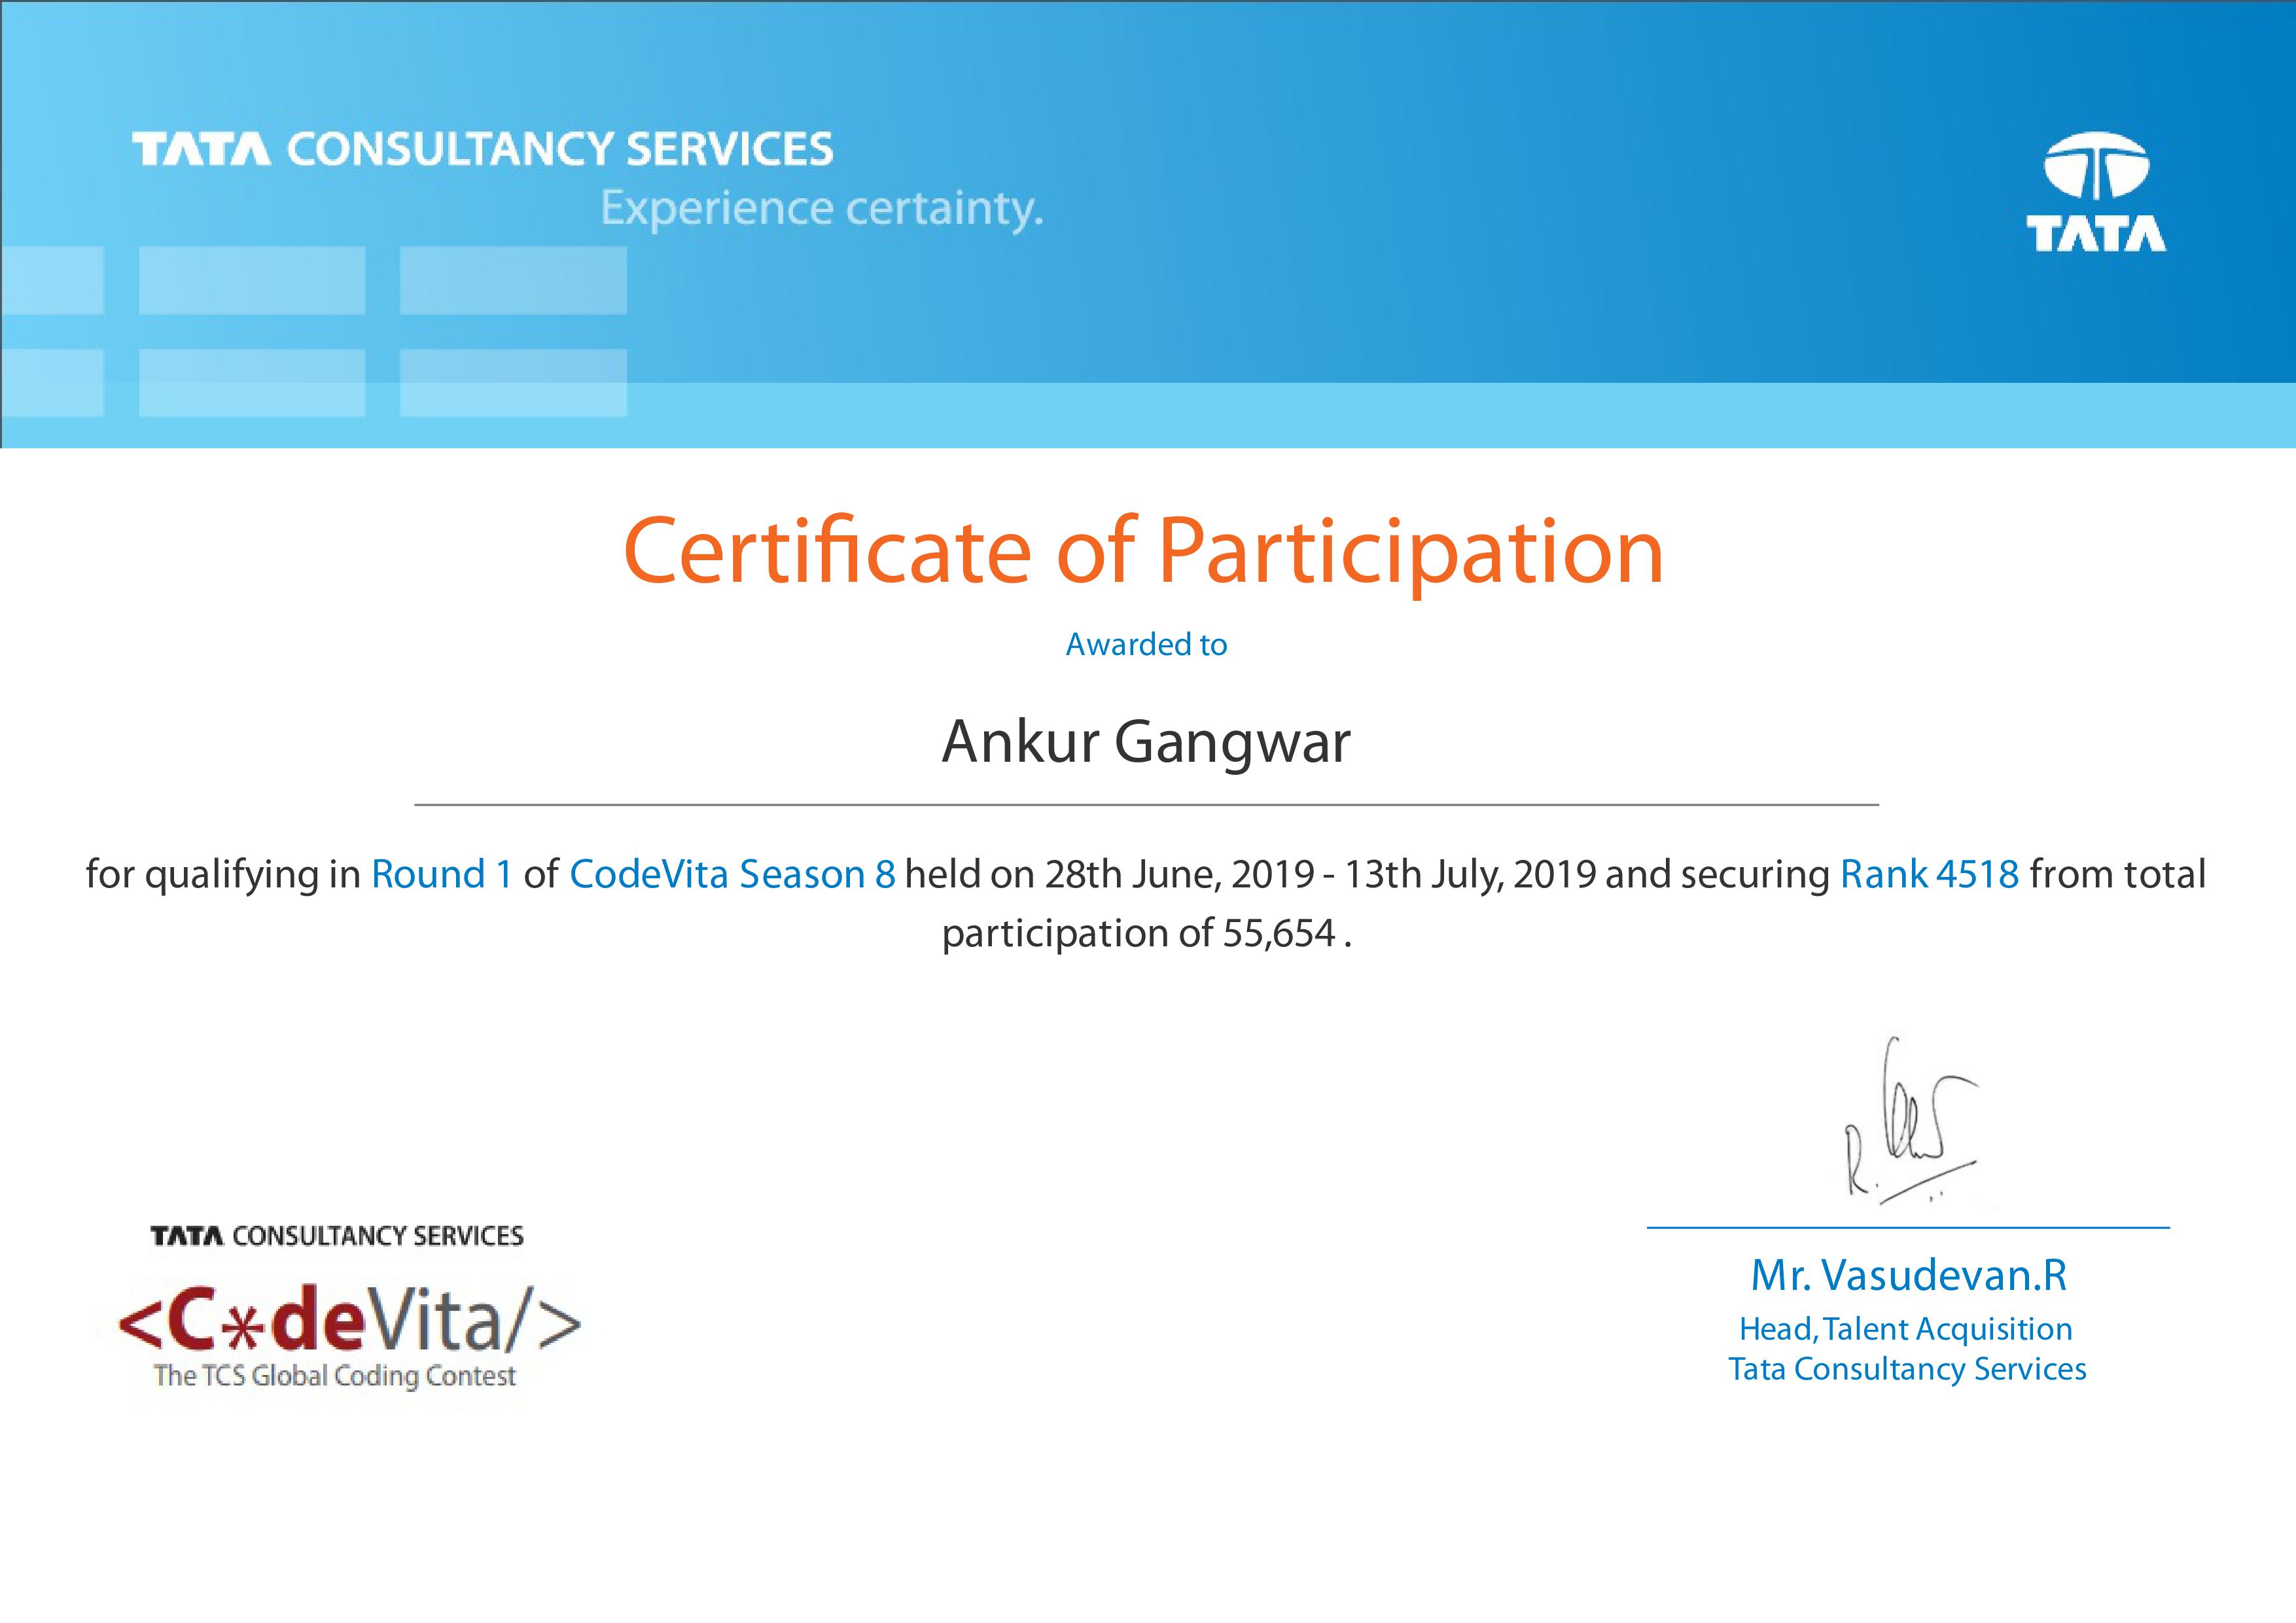 TATA CONSULTANCY SERVICES
Experience certainty.
TATA
Certificate of Participation
Awarded to
Ankur Gangwar
for qualifying in Round 1 of CodeVita Season 8 held on 28th June, 2019 - 13th July, 2019 and securing Rank 4518 from total
participation of 55,654 .
TATA CONSULTANCY SERVICES
<C*deVita/>
The TCS Global Coding Contest
Mr. Vasudevan.R
Head, Talent Acquisition
Tata Consultancy Services